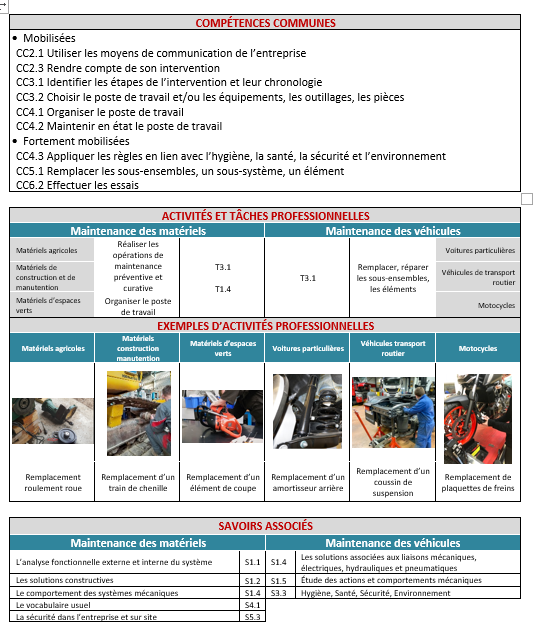 COMPÉTENCES COMMUNES
• Mobilisées
CC2.1 Utiliser les moyens de communication de l'entreprise
CC2.3 Rendre compte de son intervention
CC3.1 Identifier les étapes de l'intervention et leur chronologie
CC3.2 Choisir le poste de travail et/ou les équipements, les outillages, les pièces
CC4.1 Organiser le poste de travail
CC4.2 Maintenir en état le poste de travail
• Fortement mobilisées
CC4.3 Appliquer les règles en lien avec l'hygiène, la santé, la sécurité et l'environnement
CC5.1 Remplacer les sous-ensembles, un sous-système, un élément
CC6.2 Effectuer les essais
ACTIVITÉS ET TÂCHES PROFESSIONNELLES
Maintenance des matériels
Maintenance des véhicules
Matériels agricoles
Matériels de
construction et de
manutention
Matériels d'espaces
verts
Réaliser les
opérations de
maintenance
préventive et
curative
Organiser le poste
de travail
T3.1
T1.4
T3.1
Remplacer, réparer
les sous-ensembles,
les éléments
Voitures particulières
Véhicules de transport
routier
Motocycles
EXEMPLES D'ACTIVITÉS PROFESSIONNELLES
Matériels agricoles
Matériels
construction
manutention
Matériels d'espaces
verts
Voitures particulières
Véhicules transport
routier
Motocycles
Remplacement
roulement roue
Remplacement d'un
train de chenille
Remplacement d'un
élément de coupe
Remplacement d'un
amortisseur arrière
Remplacement d'un
coussin de
suspension
Remplacement de
plaquettes de freins
SAVOIRS ASSOCIÉS
Maintenance des matériels
Maintenance des véhicules
L'analyse fonctionnelle externe et interne du système S1.1
Les solutions constructives S1.2
Le comportement des systèmes mécaniques S1.4
Le vocabulaire usuel S4.1
La sécurité dans l'entreprise et sur site S5.3
S1.4 Les solutions associées aux liaisons mécaniques,
électriques, hydrauliques et pneumatiques
S1.5 Étude des actions et comportements mécaniques
S3.3 Hygiène, Santé, Sécurité, Environnement